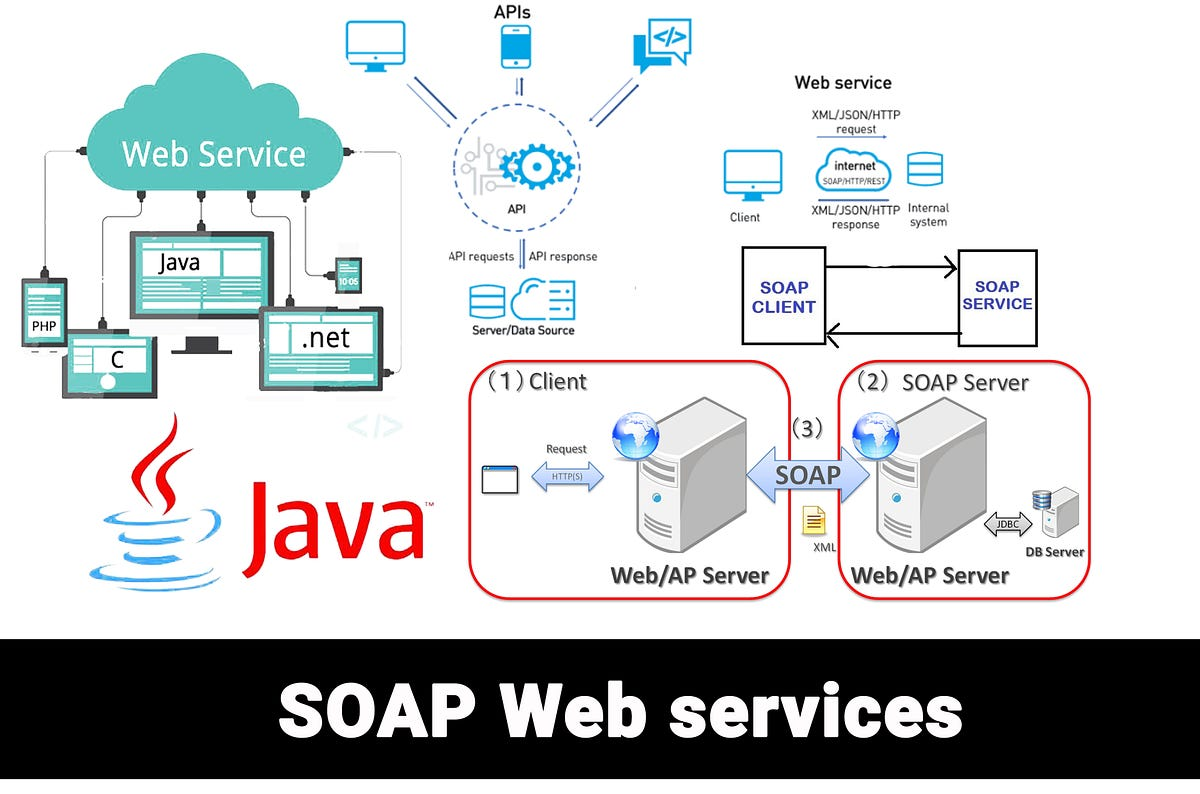 Web Service
Java
10:05
PHP
C
.net
</>
Java™
APIs
</>
API
API requests
API response
Server/Data Source
Web service
XML/JSON/HTTP
request
internet
SOAP/HTTP/REST
XML/JSON/HTTP
response
Client
Internal
system
SOAP
CLIENT
SOAP
SERVICE
(1) Client
Request
HTTP(S)
Web/AP Server
(3)
SOAP
XML
(2) SOAP Server
JDBC
DB Server
Web/AP Server
SOAP Web services